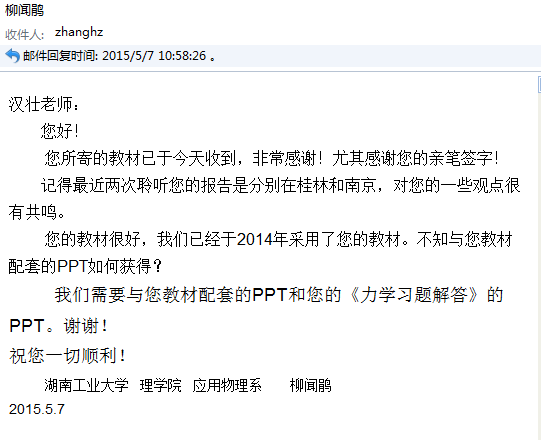 柳闻鹃
收件人: zhanghz
邮件回复时间: 2015/5/7 10:58:26 。
汉壮老师：
您好！
您所寄的教材已于今天收到，非常感谢！尤其感谢您的亲笔签字！
记得最近两次聆听您的报告是分别在桂林和南京，对您的一些观点很
有共鸣。
您的教材很好，我们已经于2014年采用了您的教材。不知与您教材
配套的PPT如何获得？
我们需要与您教材配套的PPT和您的《力学习题解答》的
PPT。谢谢！
祝您一切顺利！
湖南工业大学 理学院 应用物理系 柳闻鹃
2015.5.7